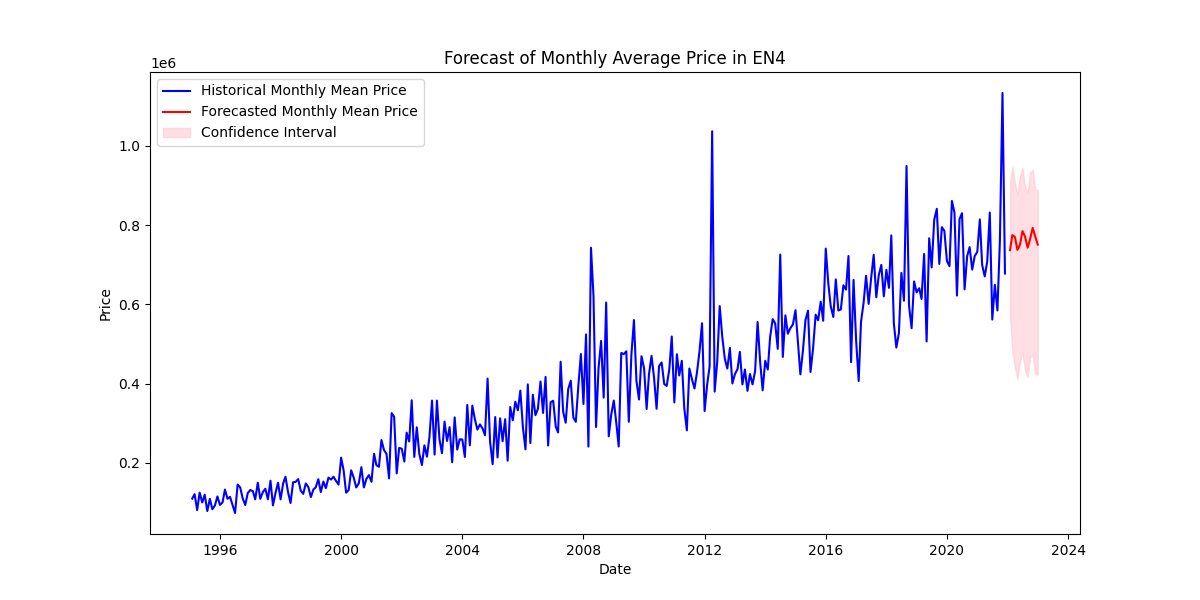 Forecast of Monthly Average Price in EN4
1e6
Historical Monthly Mean Price
Forecasted Monthly Mean Price
Confidence Interval
1.0
0.8
0.6
0.4
0.2
Price
1996 2000 2004 2008 2012 2016 2020 2024
Date